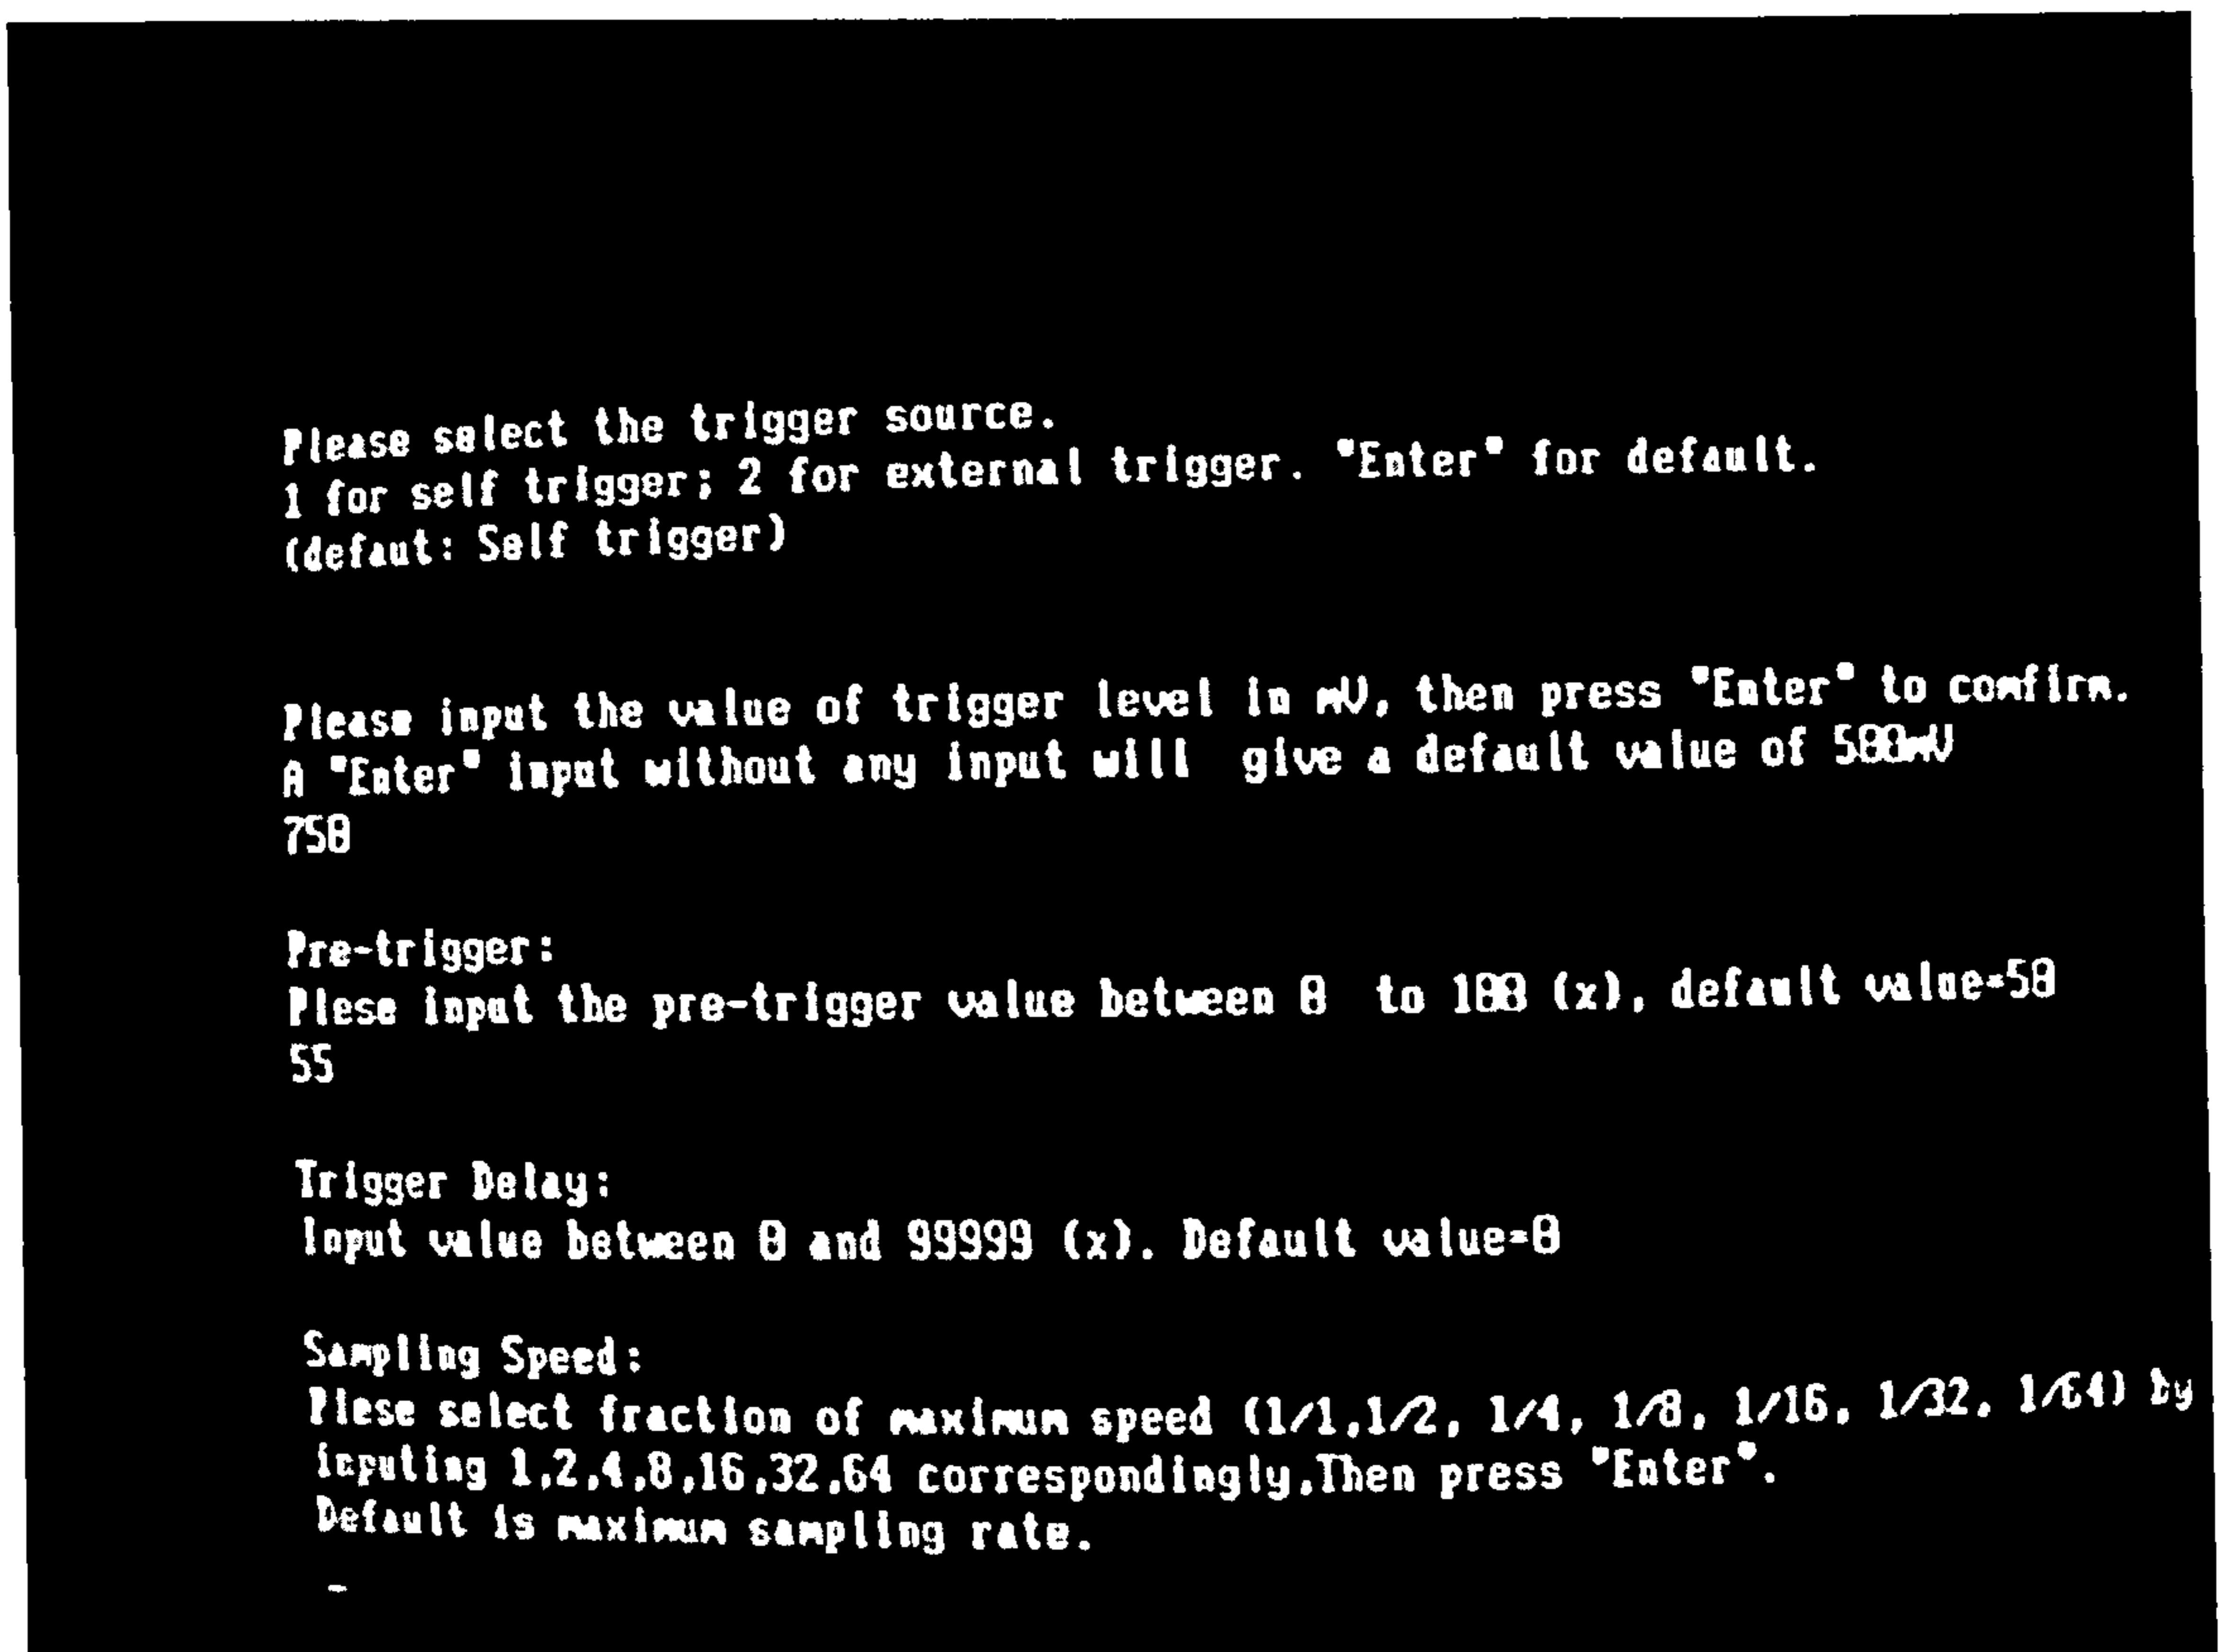 Please select the trigger source.
1 for self trigger; 2 for external trigger. "Enter" for default.
(defaut: Self trigger)
Please input the value of trigger level in mV, then press "Enter" to confirm.
A "Enter" input without any input will give a default value of 500mV
750
Pre-trigger:
Plese input the pre-trigger value between 0 to 100 (x), default value=50
55
Trigger Delay:
Input value between 0 and 99999 (x). Default value=0
Sampling Speed:
Plese select fraction of maximum speed (1/1,1/2, 1/4, 1/8, 1/16, 1/32, 1/64) by
inputing 1,2,4,8,16,32,64 correspondingly.Then press "Enter".
Default is maximum sampling rate.
_